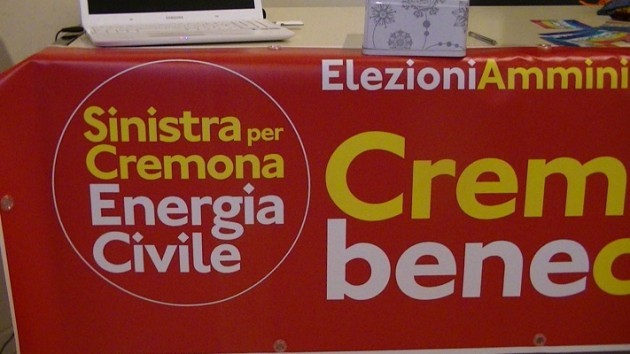 Sinistra per
Cremona
Energia
Civile
ElezioniAmmini
Crem
bene